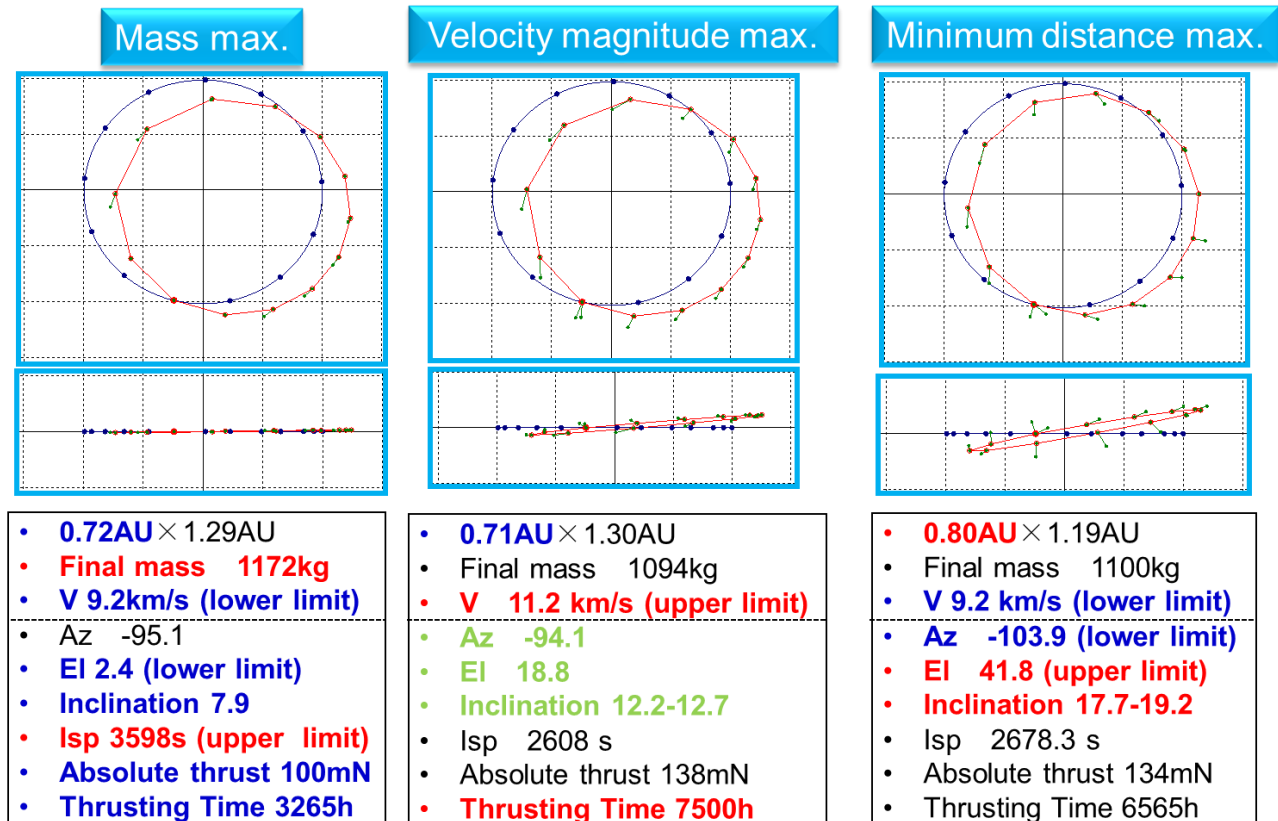 Mass max.
Velocity magnitude max.
Minimum distance max.
• 0.72AU×1.29AU
• Final mass 1172kg
• V 9.2km/s (lower limit)
• Az -95.1
• El 2.4 (lower limit)
• Inclination 7.9
• Isp 3598s (upper limit)
• Absolute thrust 100mN
• Thrusting Time 3265h
• 0.71AU×1.30AU
• Final mass 1094kg
• V 11.2 km/s (upper limit)
• Az -94.1
• El 18.8
• Inclination 12.2-12.7
• Isp 2608 s
• Absolute thrust 138mN
• Thrusting Time 7500h
• 0.80AU×1.19AU
• Final mass 1100kg
• V 9.2 km/s (lower limit)
• Az -103.9 (lower limit)
• El 41.8 (upper limit)
• Inclination 17.7-19.2
• Isp 2678.3 s
• Absolute thrust 134mN
• Thrusting Time 6565h